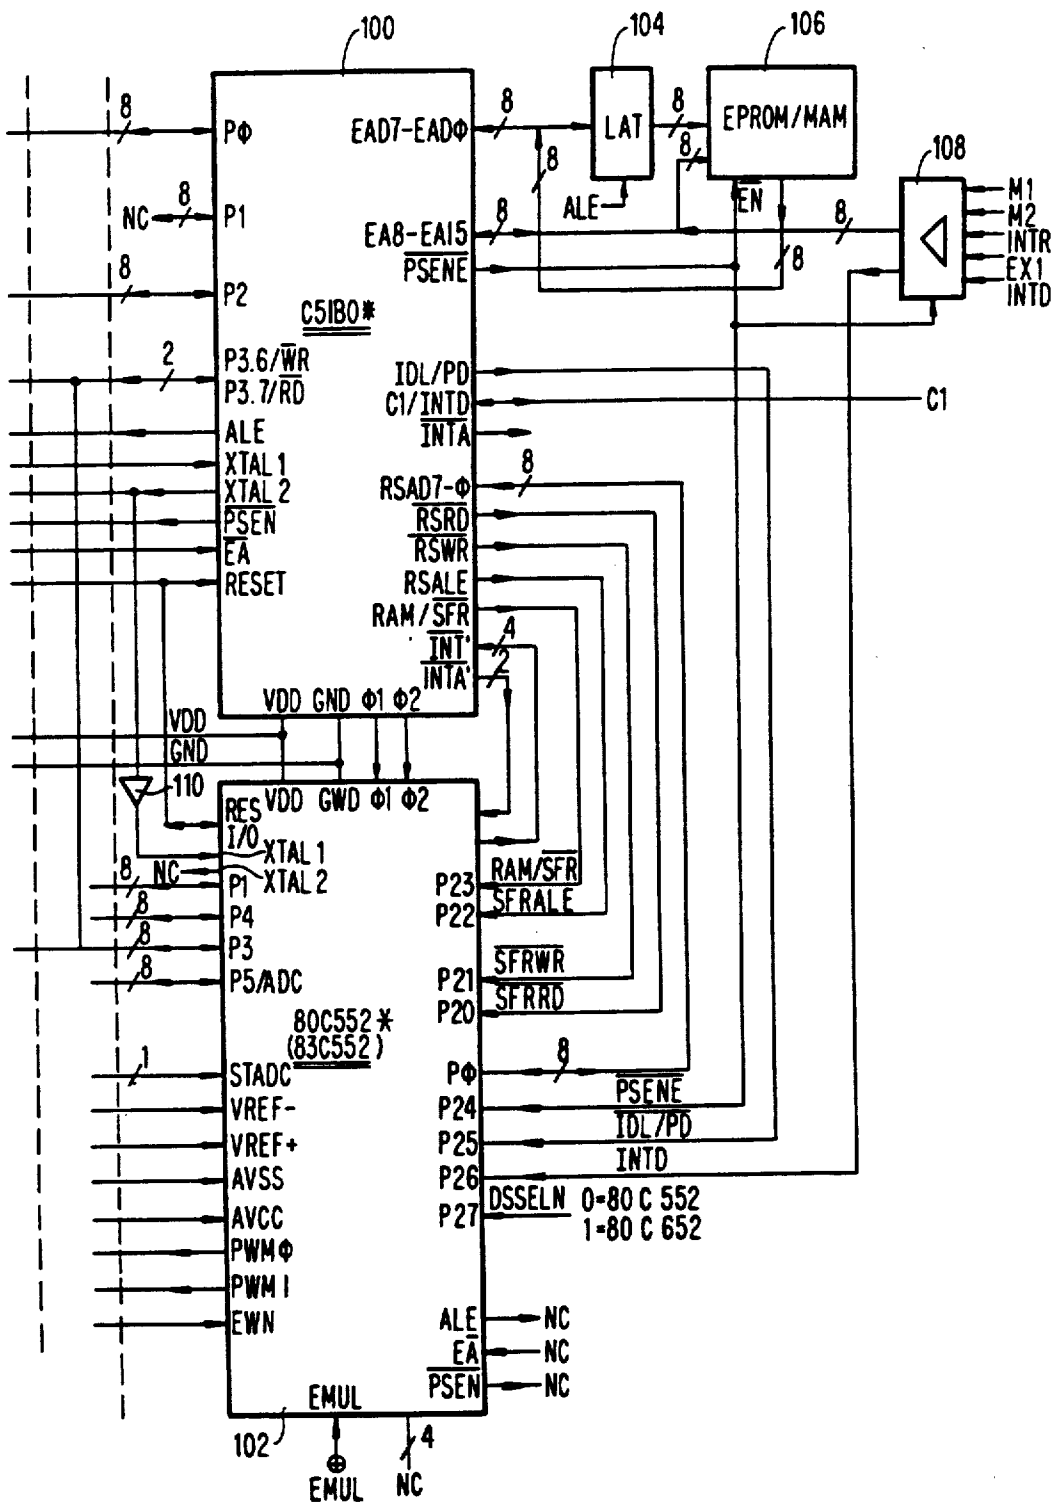 100
104
106
8
PΦ
EAD7-EADΦ
8
LAT
8
EPROM/MAM
8
8
108
ALE
EN
M1
M2
INTR
EX1
INTD
NC
8
P1
EA8-EA15
8
8
PSENE
8
8
P2
C51B0*
2
P3.6/WR
P3.7/RD
IDL/PD
C1/INTD
C1
INTA
ALE
XTAL 1
XTAL 2
PSEN
EA
RESET
RSAD7-Φ
8
RSRD
RSWR
RSALE
RAM/SFR
INT'
4
INTA'
2
VDD GND Φ1 Φ2
VDD
GND
110
VDD GWD Φ1 Φ2
RES
I/O
XTAL 1
NC
XTAL 2
8
P1
8
P4
8
P3
8
P5/ADC
P23
RAM/SFR
P22
SFRALE
P21
SFRWR
P20
SFRRD
80C552*
(83C552)
1
STADC
VREF-
VREF+
AVSS
AVCC
PWMΦ
PWM1
EWN
PΦ
8
P24
PSENE
P25
IDL/PD
P26
INTD
P27
DSSELN
0=80 C 552
1=80 C 652
ALE
NC
EA
NC
PSEN
NC
EMUL
102
4
EMUL
NC